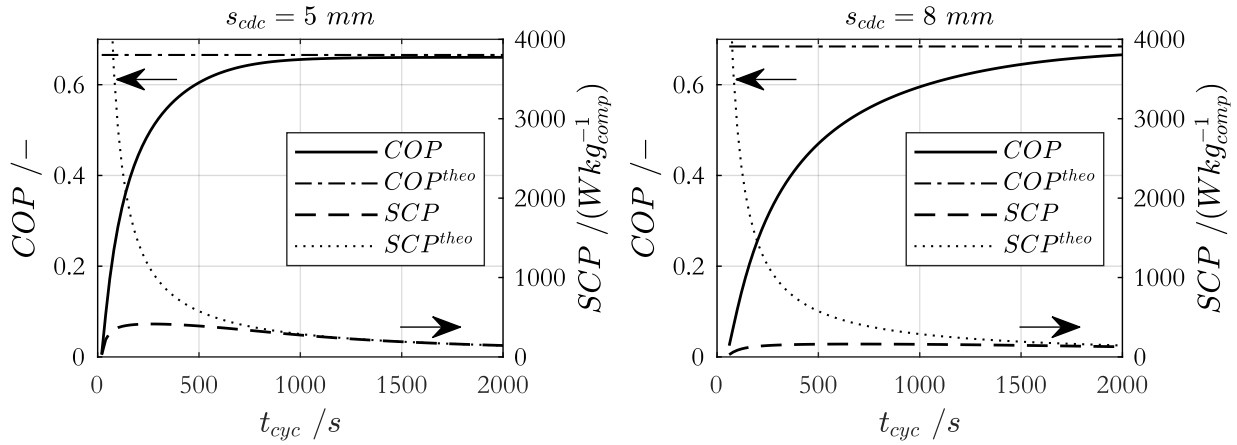 s_cdc = 5 mm
COP /−
0.6
0.4
0.2
0
4000
3000
2000
1000
0
SCP /(Wkg_comp^−1)
COP
COP^theo
SCP
SCP^theo
0 500 1000 1500 2000
t_cyc /s
s_cdc = 8 mm
COP /−
0.6
0.4
0.2
0
4000
3000
2000
1000
0
SCP /(Wkg_comp^−1)
COP
COP^theo
SCP
SCP^theo
0 500 1000 1500 2000
t_cyc /s